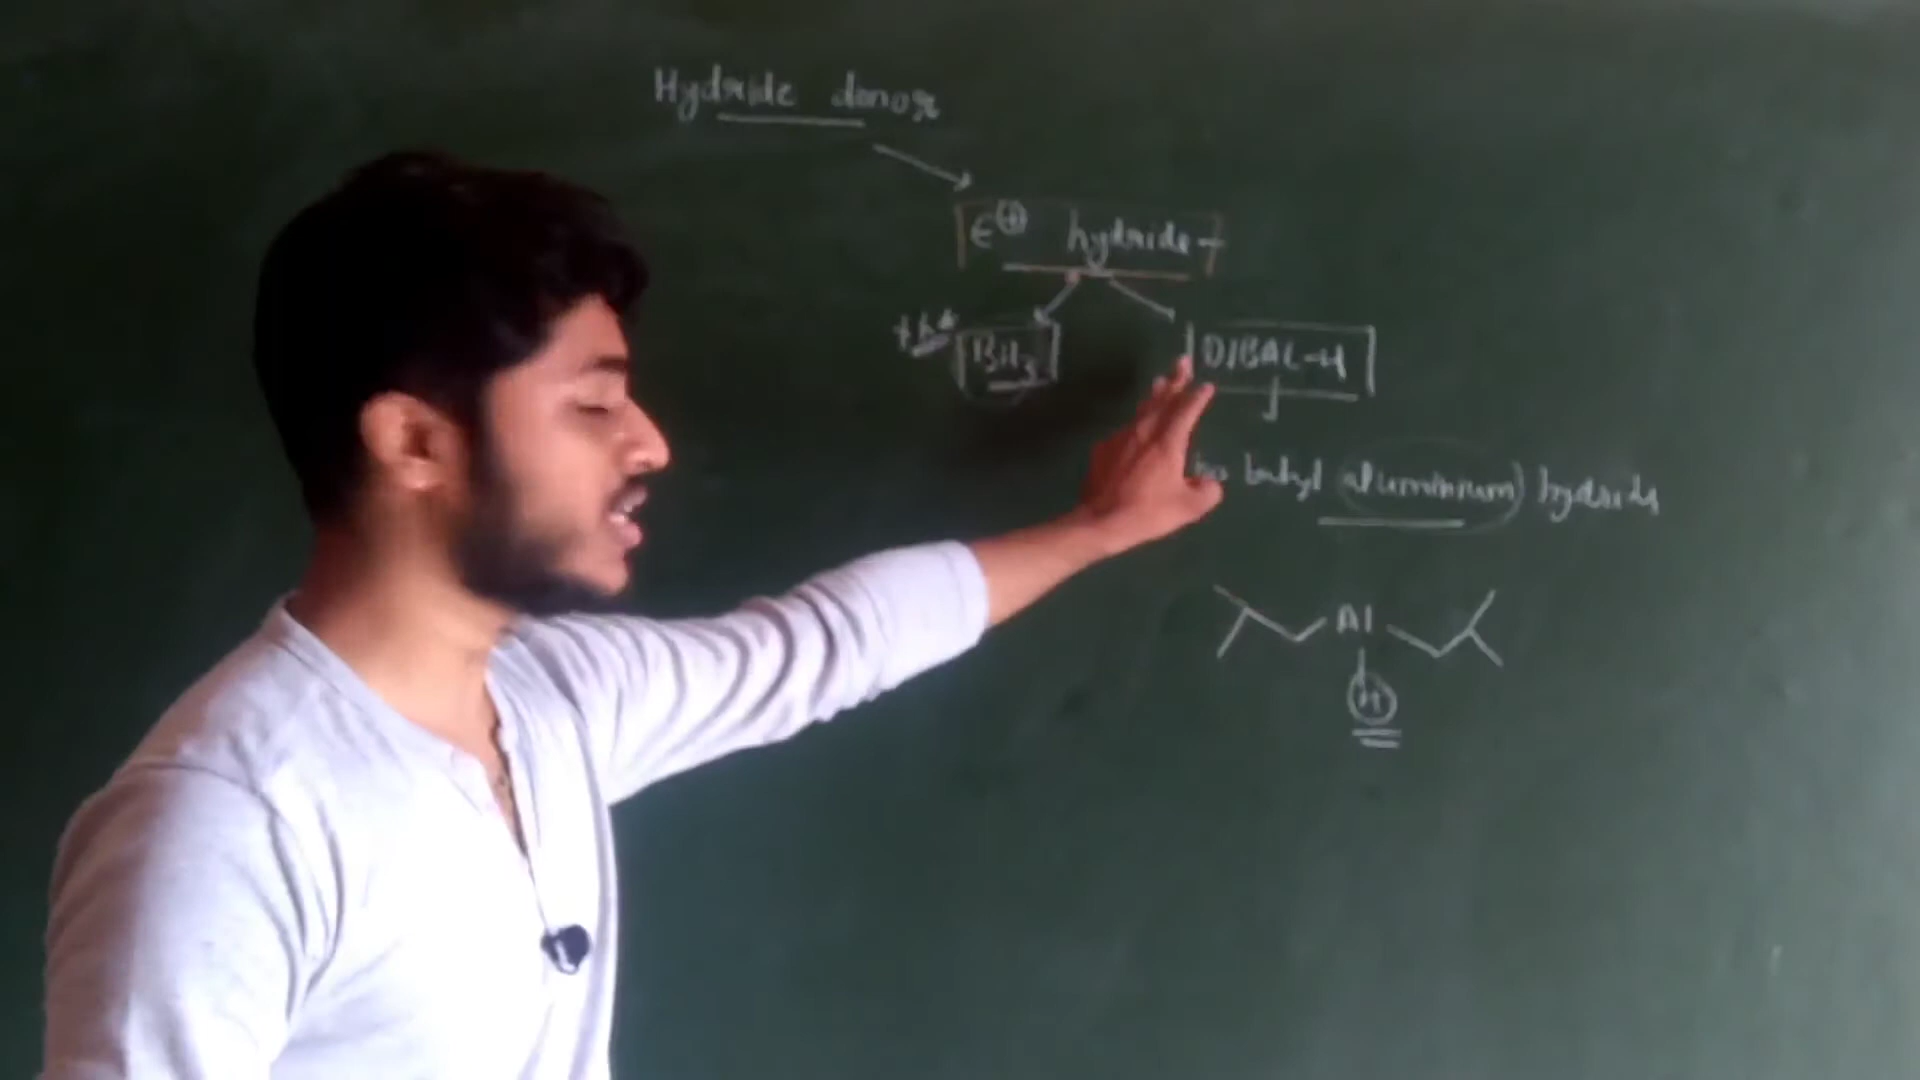 Hydride donor
E⊕ hydride
***
BH3 DIBAL-H
butyl aluminium hydride
Al
H